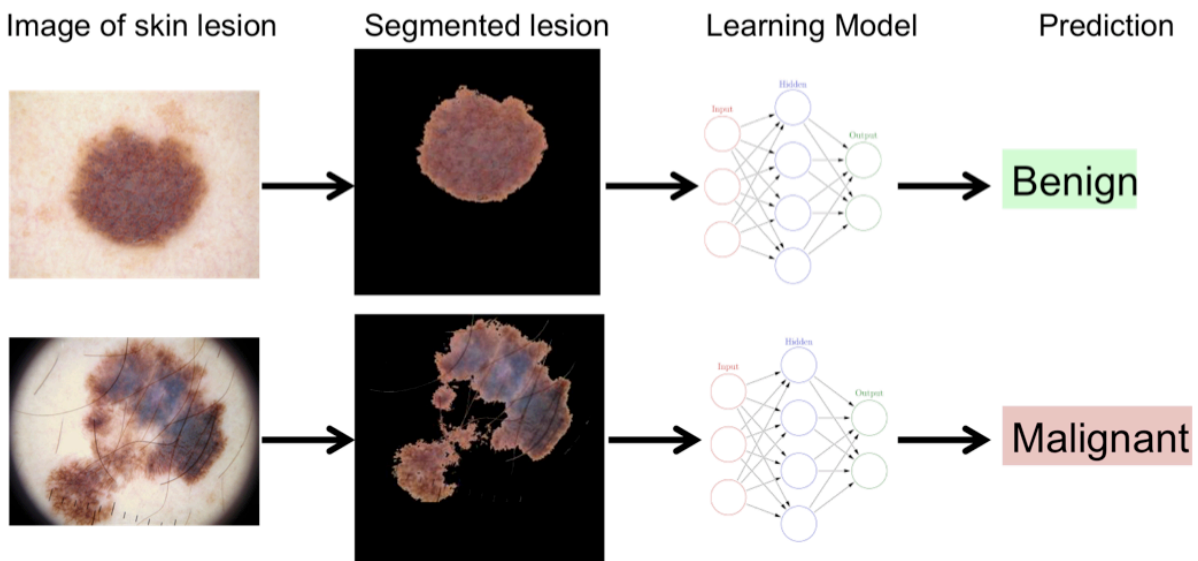 Image of skin lesion
Segmented lesion
Learning Model
Prediction
Hidden
Input
Output
Benign
Hidden
Input
Output
Malignant